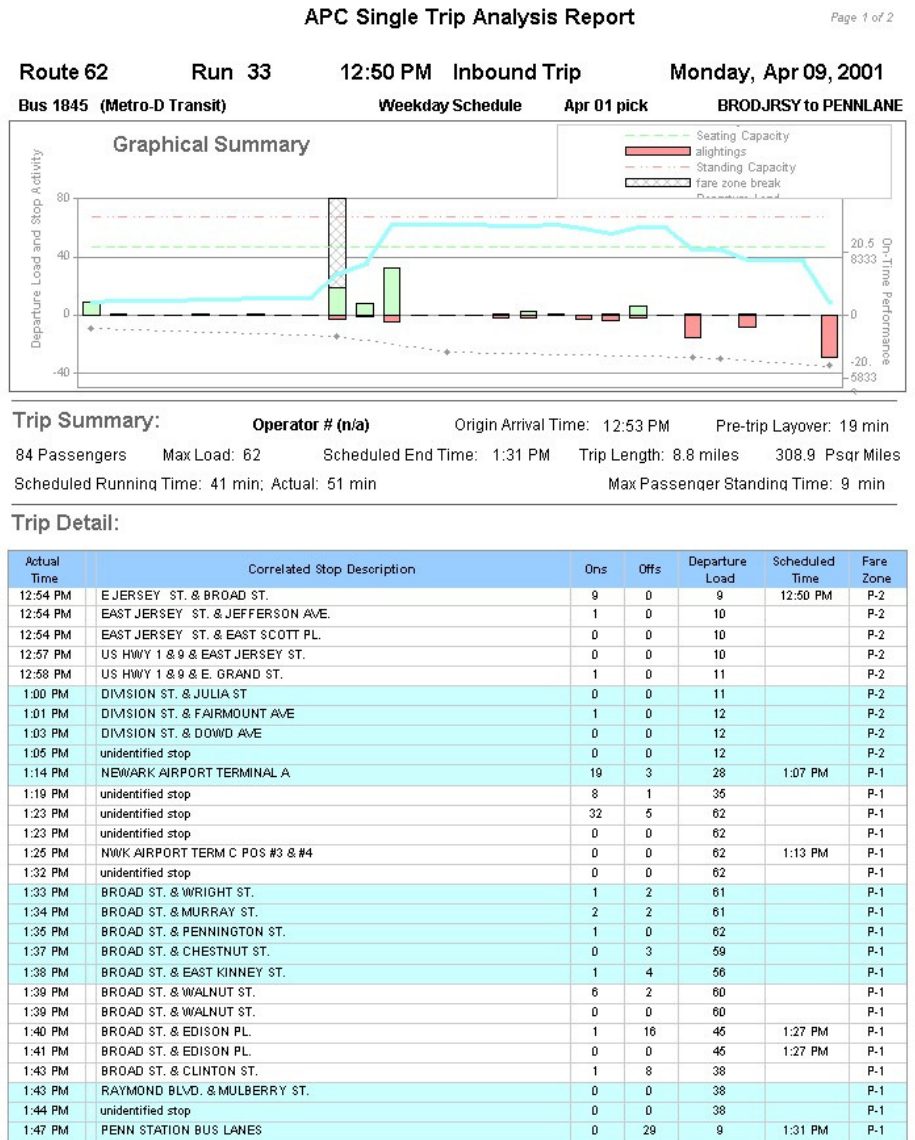 APC Single Trip Analysis Report Page 1 of 2
Route 62 Run 33 12:50 PM Inbound Trip Monday, Apr 09, 2001
Bus 1845 (Metro-D Transit) Weekday Schedule Apr 01 pick BRODJRSY to PENNLANE
Graphical Summary
Seating Capacity
alightings
Standing Capacity
fare zone break
Departure Load
Departure Load and Stop Activity
80
40
0
-40
20.5
8333
0
-20.
5833
On-Time Performance
Trip Summary: Operator # (n/a) Origin Arrival Time: 12:53 PM Pre-trip Layover: 19 min
84 Passengers Max Load: 62 Scheduled End Time: 1:31 PM Trip Length: 8.8 miles 308.9 Psgr Miles
Scheduled Running Time: 41 min; Actual: 51 min Max Passenger Standing Time: 9 min
Trip Detail:
Actual Time Correlated Stop Description Ons Offs Departure Load Scheduled Time Fare Zone
12:54 PM E JERSEY ST. & BROAD ST. 9 0 9 12:50 PM P-2
12:54 PM EAST JERSEY ST. & JEFFERSON AVE. 1 0 10 P-2
12:54 PM EAST JERSEY ST. & EAST SCOTT PL. 0 0 10 P-2
12:57 PM US HWY 1 & 9 & EAST JERSEY ST. 0 0 10 P-2
12:58 PM US HWY 1 & 9 & E. GRAND ST. 1 0 11 P-2
1:00 PM DIVISION ST. & JULIA ST 0 0 11 P-2
1:01 PM DIVISION ST. & FAIRMOUNT AVE 1 0 12 P-2
1:03 PM DIVISION ST. & DOWD AVE 0 0 12 P-2
1:05 PM unidentified stop 0 0 12 P-2
1:14 PM NEWARK AIRPORT TERMINAL A 19 3 28 1:07 PM P-1
1:19 PM unidentified stop 8 1 35 P-1
1:23 PM unidentified stop 32 5 62 P-1
1:23 PM unidentified stop 0 0 62 P-1
1:25 PM NWK AIRPORT TERM C POS #3 & #4 0 0 62 1:13 PM P-1
1:32 PM unidentified stop 0 0 62 P-1
1:33 PM BROAD ST. & WRIGHT ST. 1 2 61 P-1
1:34 PM BROAD ST. & MURRAY ST. 2 2 61 P-1
1:35 PM BROAD ST. & PENNINGTON ST. 1 0 62 P-1
1:37 PM BROAD ST. & CHESTNUT ST. 0 3 59 P-1
1:38 PM BROAD ST. & EAST KINNEY ST. 1 4 56 P-1
1:39 PM BROAD ST. & WALNUT ST. 6 2 60 P-1
1:39 PM BROAD ST. & WALNUT ST. 0 0 60 P-1
1:40 PM BROAD ST. & EDISON PL. 1 16 45 1:27 PM P-1
1:41 PM BROAD ST. & EDISON PL. 0 0 45 1:27 PM P-1
1:43 PM BROAD ST. & CLINTON ST. 1 8 38 P-1
1:43 PM RAYMOND BLVD. & MULBERRY ST. 0 0 38 P-1
1:44 PM unidentified stop 0 0 38 P-1
1:47 PM PENN STATION BUS LANES 0 29 9 1:31 PM P-1